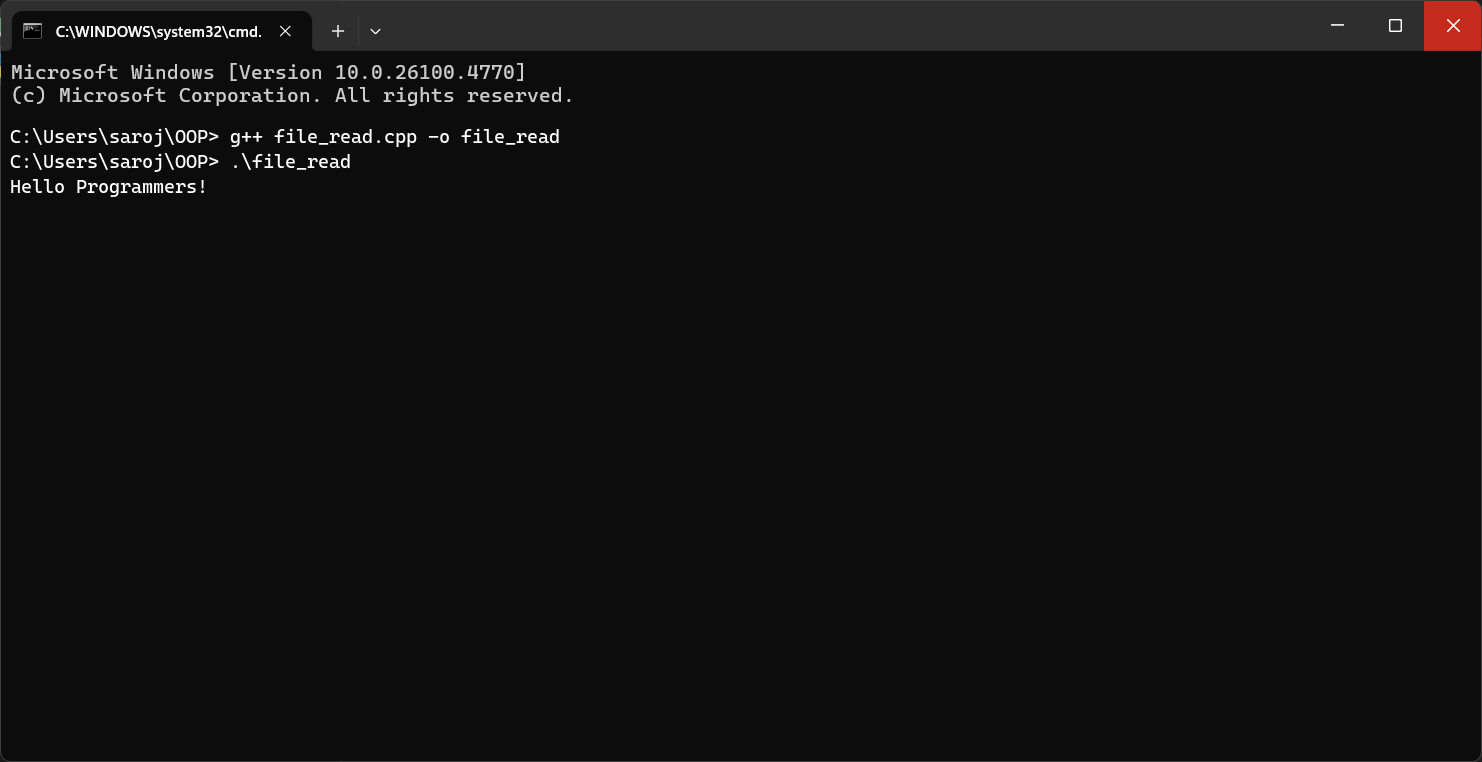 C:\WINDOWS\system32\cmd.
Microsoft Windows [Version 10.0.26100.4770]
(c) Microsoft Corporation. All rights reserved.
C:\Users\saroj\OOP> g++ file_read.cpp -o file_read
C:\Users\saroj\OOP> .\file_read
Hello Programmers!